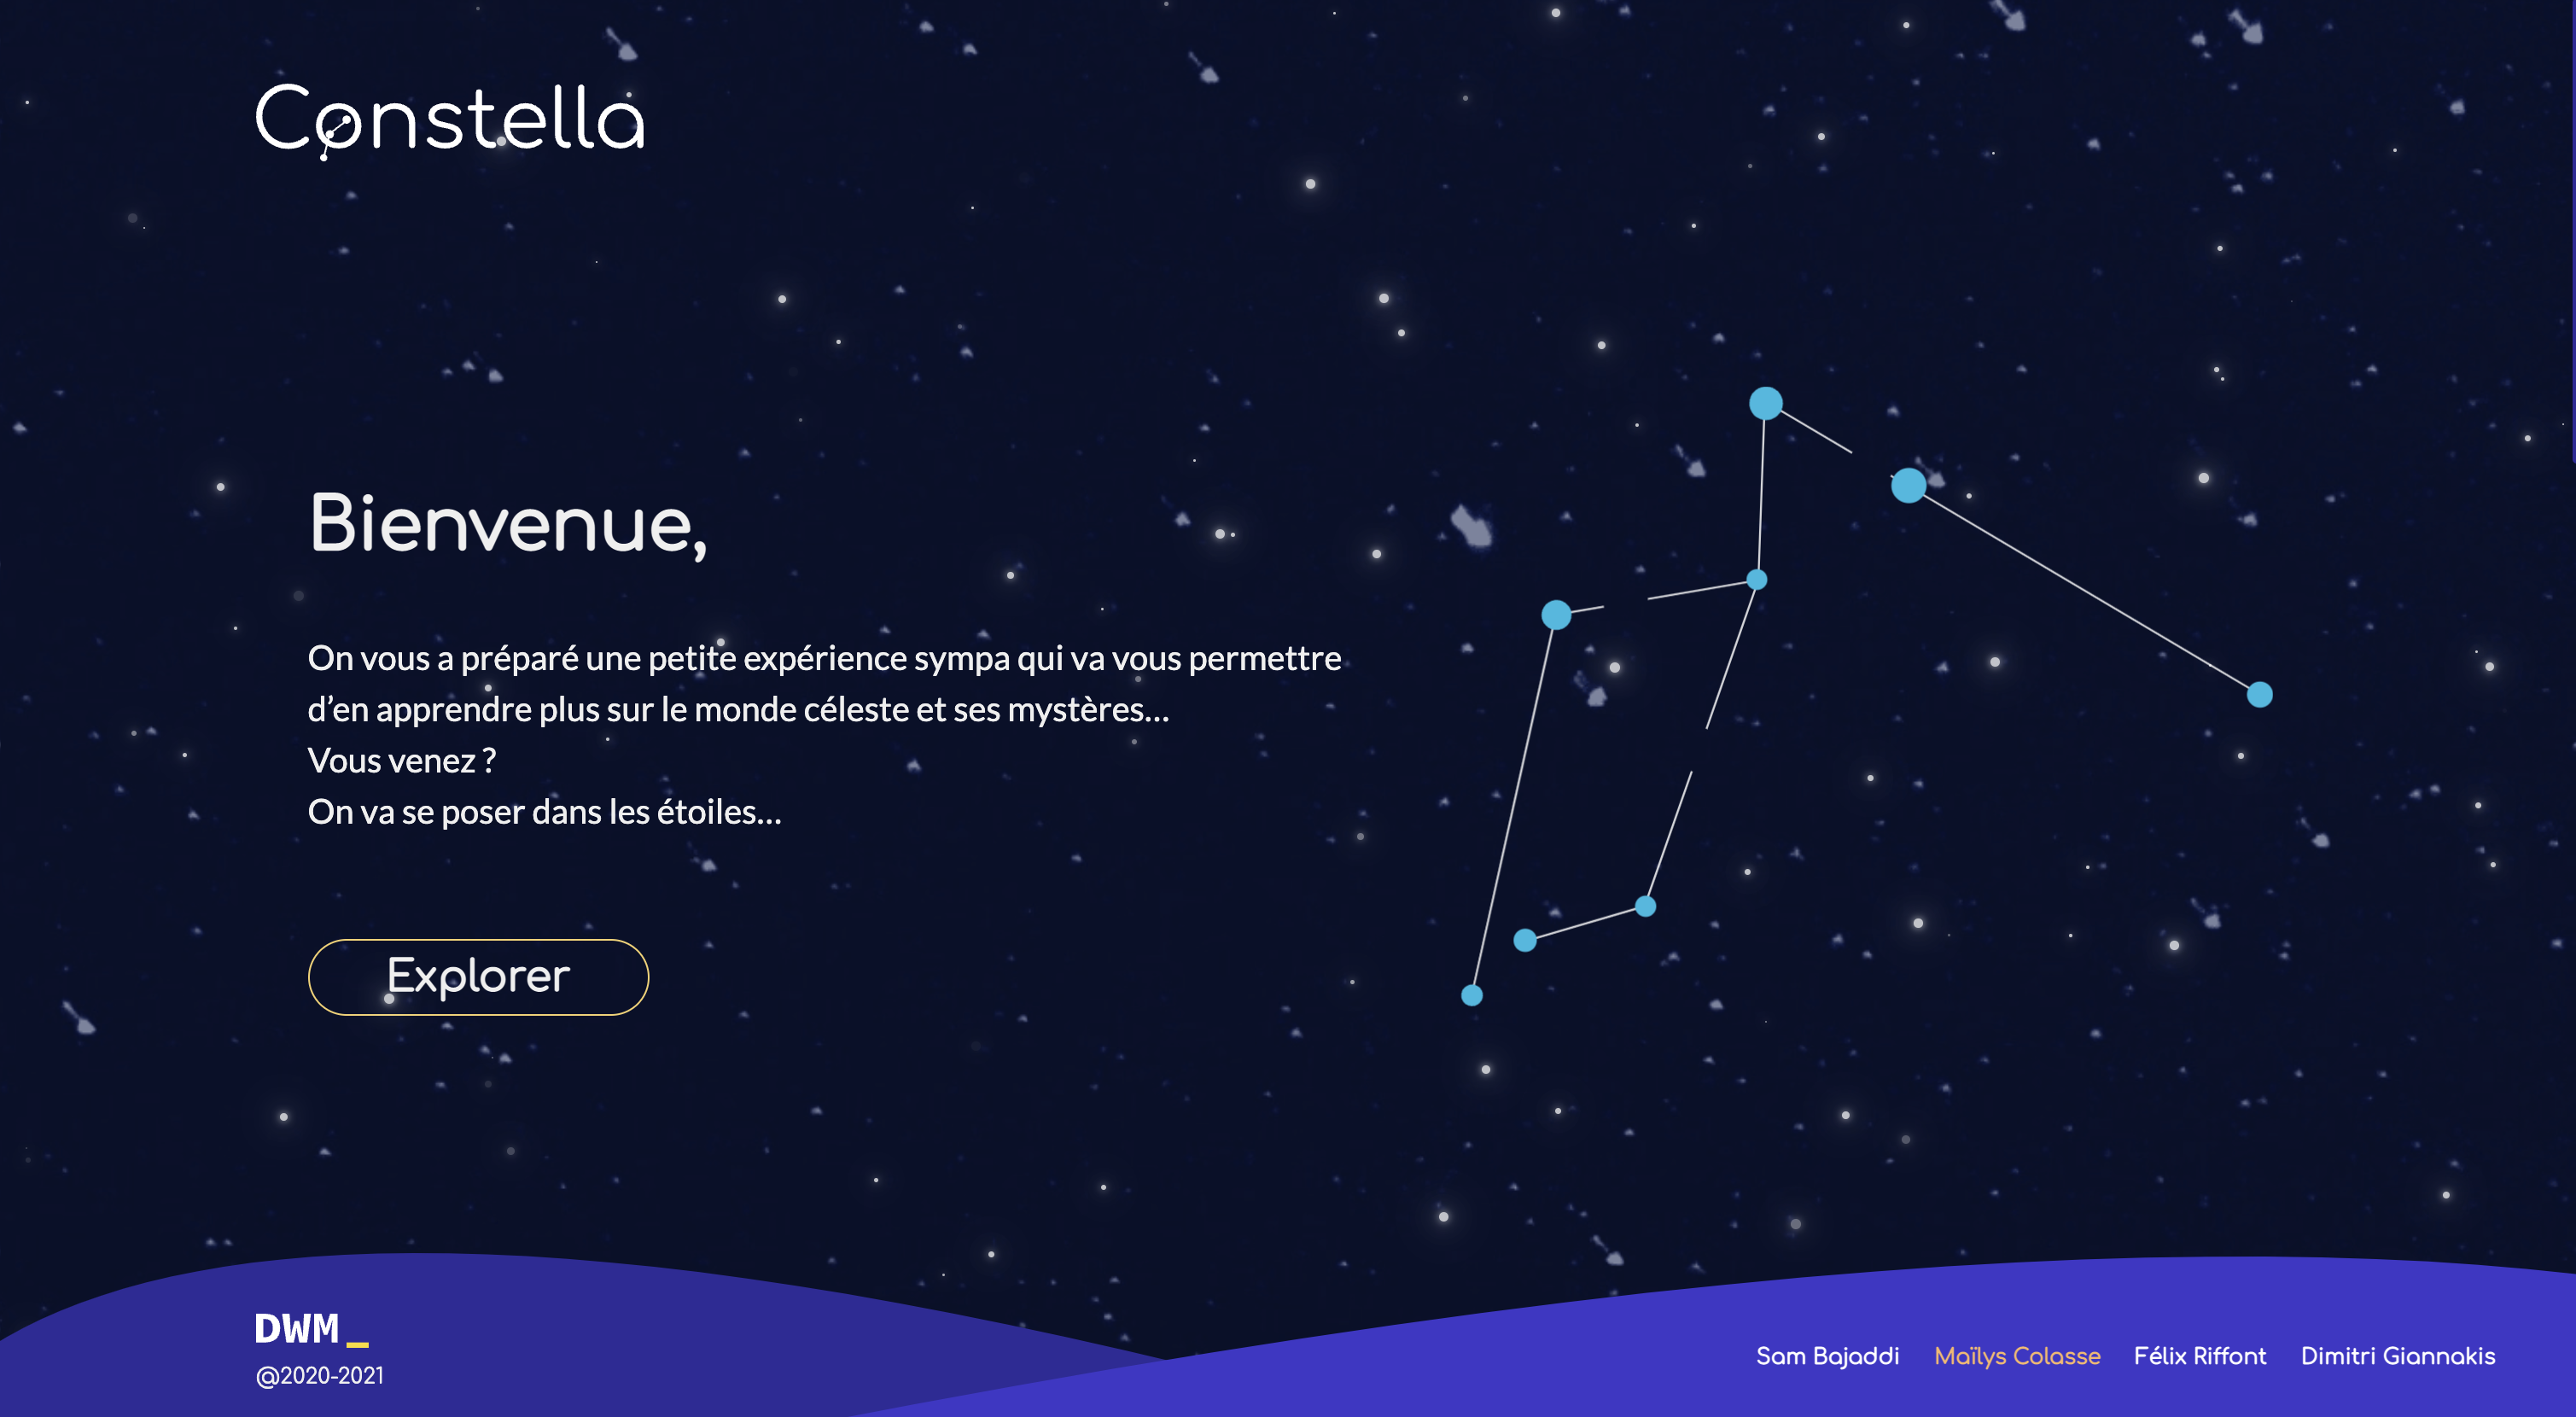 Constella
Bienvenue,
On vous a préparé une petite expérience sympa qui va vous permettre
d’en apprendre plus sur le monde céleste et ses mystères...
Vous venez ?
On va se poser dans les étoiles...
Explorer
DWM_
@2020-2021
Sam Bajaddi Maïlys Colasse Félix Riffont Dimitri Giannakis